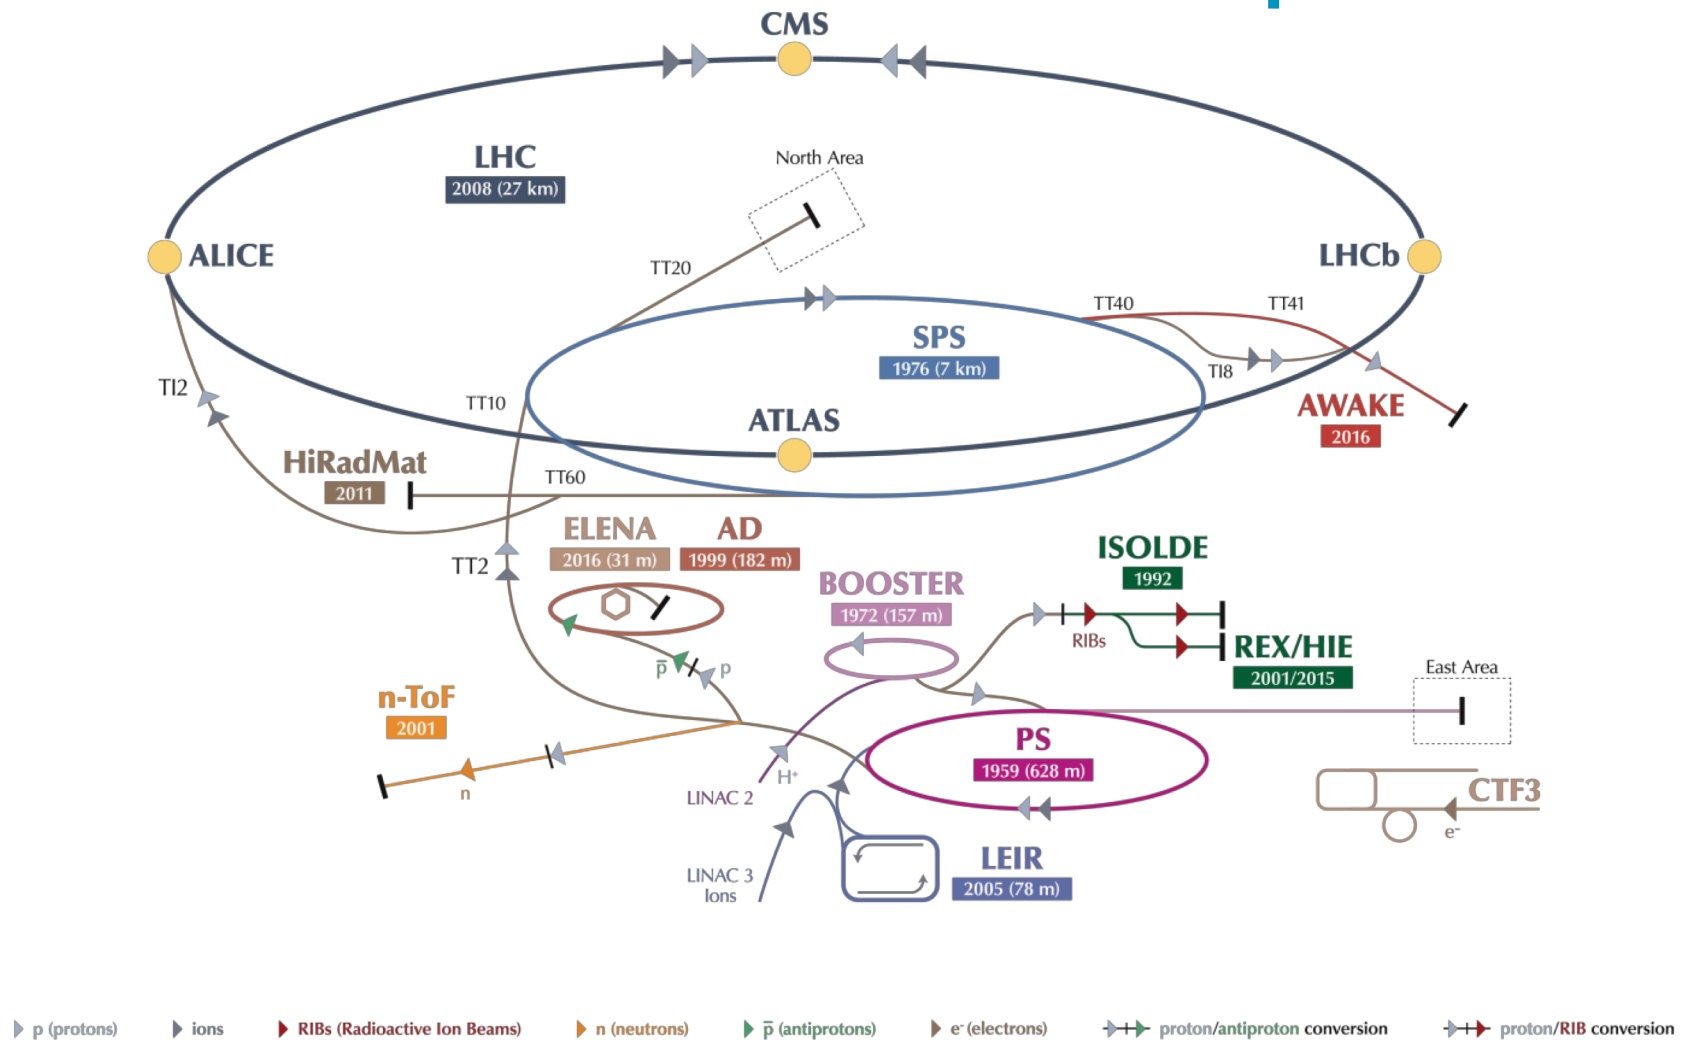 CMS
LHC
2008 (27 km)
North Area
ALICE
LHCb
TT20
TT40
TT41
SPS
1976 (7 km)
TI8
TI2
TT10
ATLAS
AWAKE
2016
HiRadMat
2011
TT60
ELENA
2016 (31 m)
AD
1999 (182 m)
TT2
ISOLDE
1992
BOOSTER
1972 (157 m)
RIBs
REX/HIE
2001/2015
p̅
p
East Area
n-ToF
2001
PS
1959 (628 m)
H⁺
n
LINAC 2
CTF3
e⁻
LEIR
2005 (78 m)
LINAC 3
Ions
p (protons)
ions
RIBs (Radioactive Ion Beams)
n (neutrons)
p̅ (antiprotons)
e⁻ (electrons)
proton/antiproton conversion
proton/RIB conversion